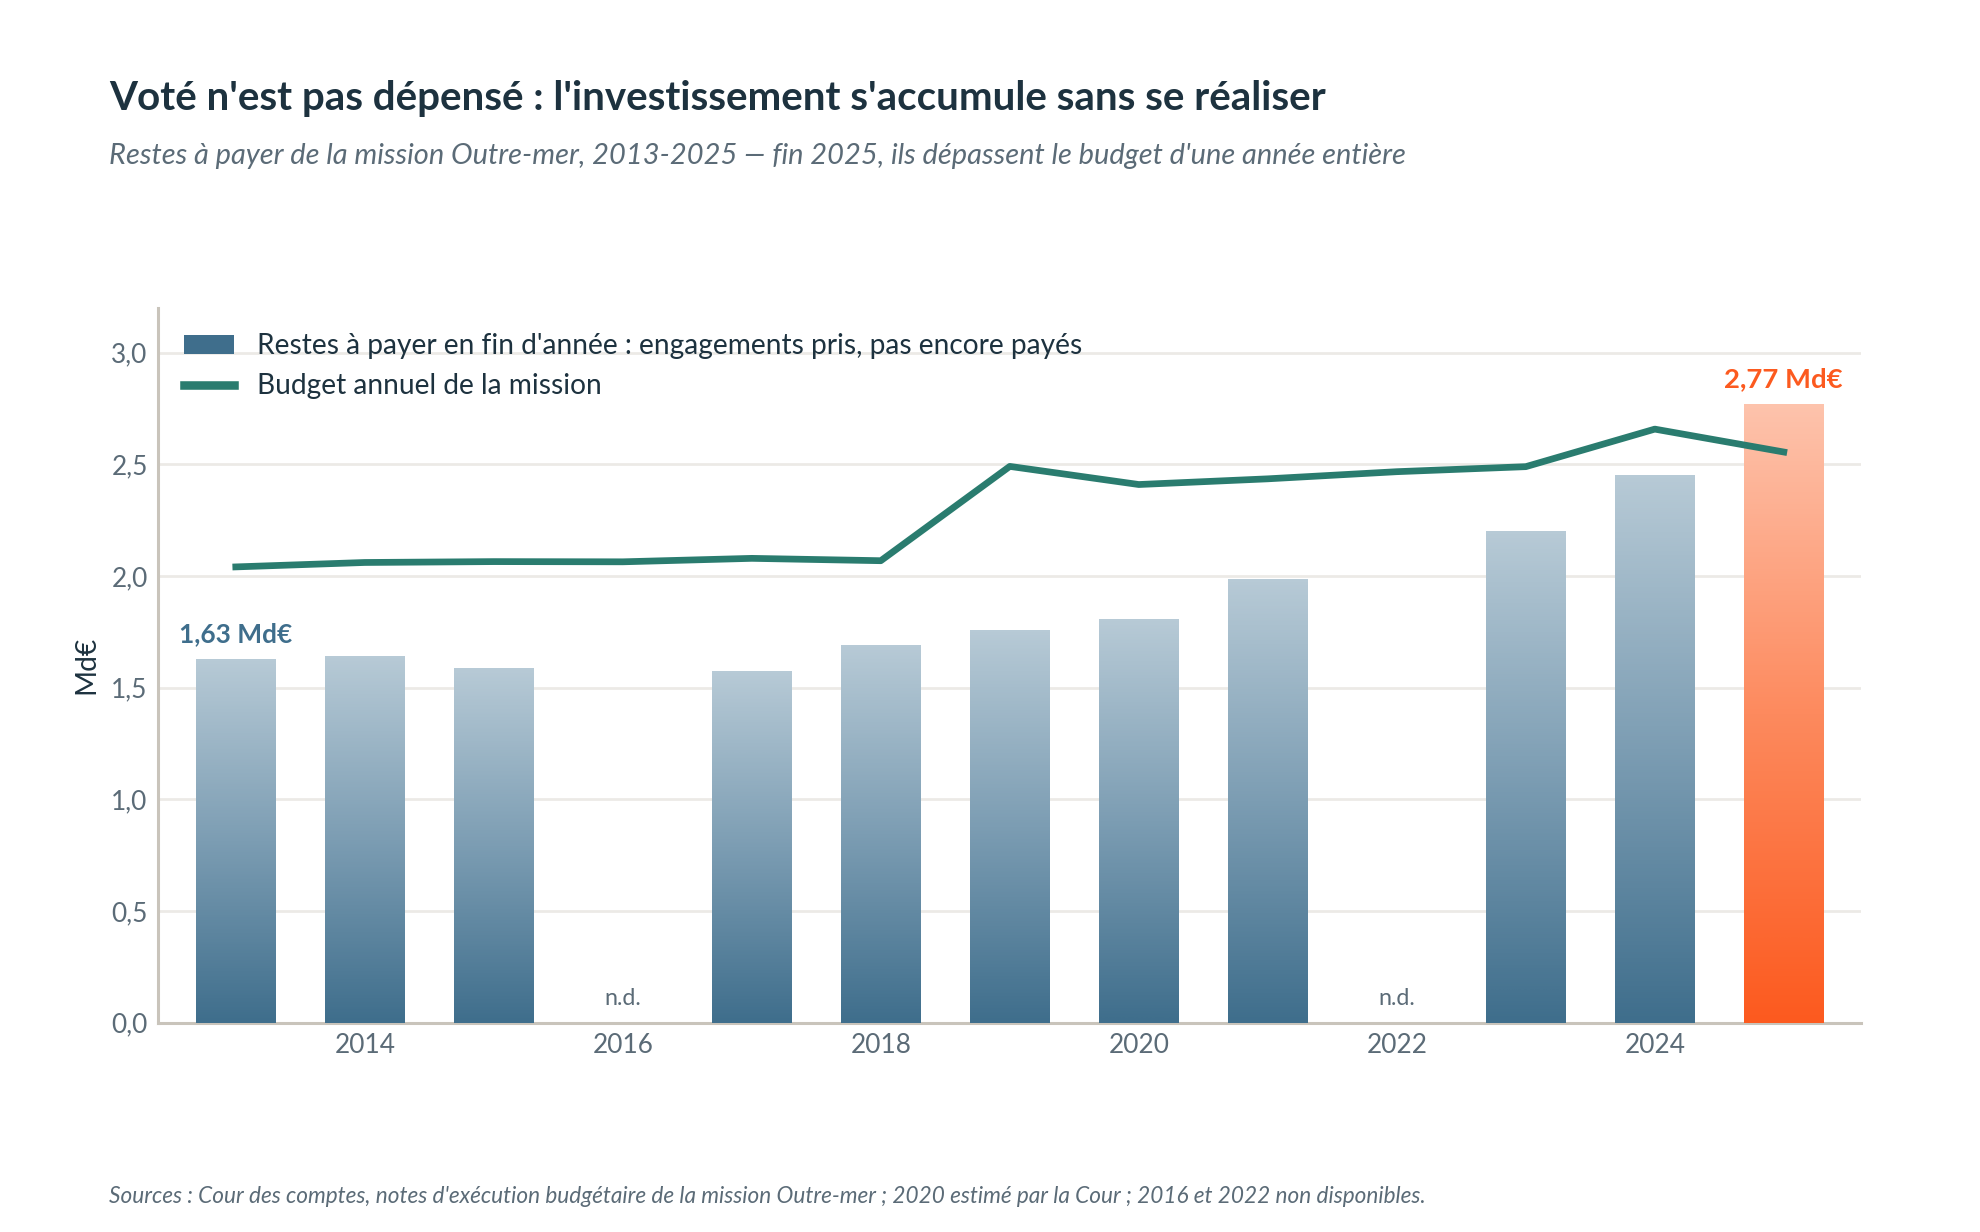 Voté n'est pas dépensé : l'investissement s'accumule sans se réaliser
Restes à payer de la mission Outre-mer, 2013-2025 — fin 2025, ils dépassent le budget d'une année entière
Restes à payer en fin d'année : engagements pris, pas encore payés
Budget annuel de la mission
3,0
2,5
2,0
1,5
1,0
0,5
0,0
Md€
1,63 Md€
2,77 Md€
n.d.
n.d.
2014
2016
2018
2020
2022
2024
Sources : Cour des comptes, notes d'exécution budgétaire de la mission Outre-mer ; 2020 estimé par la Cour ; 2016 et 2022 non disponibles.